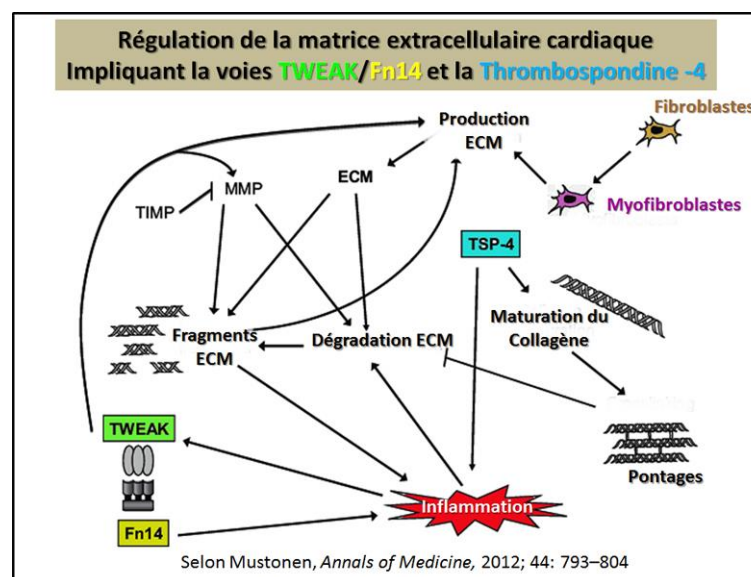 Régulation de la matrice extracellulaire cardiaque
Impliquant la voies TWEAK/Fn14 et la Thrombospondine -4
Fibroblastes
Production
ECM
MMP
ECM
TIMP
Myofibroblastes
TSP-4
Maturation du
Collagène
Fragments
ECM
Dégradation ECM
TWEAK
Pontages
Inflammation
Fn14
Selon Mustonen, Annals of Medicine, 2012; 44: 793–804